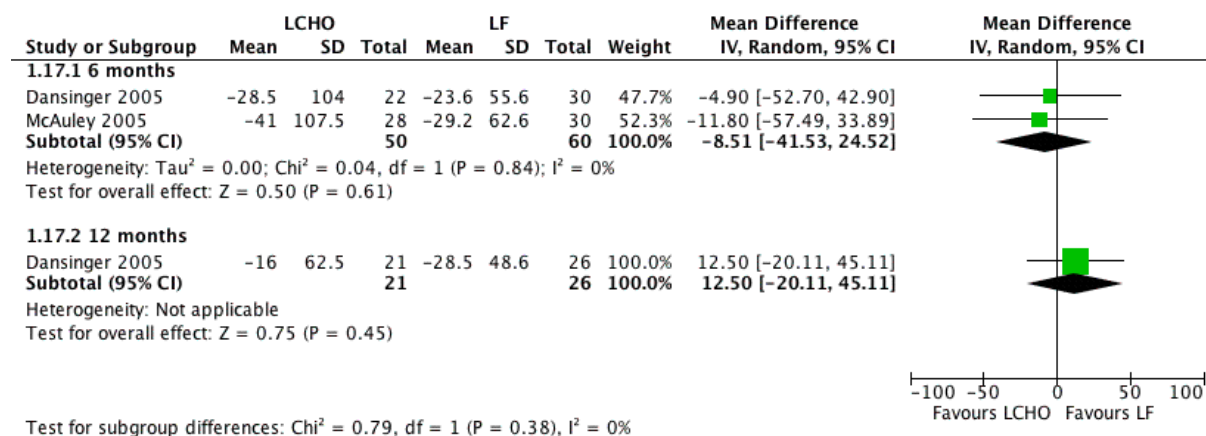 LCHO LF Mean Difference Mean Difference
Study or Subgroup Mean SD Total Mean SD Total Weight IV, Random, 95% CI IV, Random, 95% CI
1.17.1 6 months
Dansinger 2005 −28.5 104 22 −23.6 55.6 30 47.7% −4.90 [−52.70, 42.90]
McAuley 2005 −41 107.5 28 −29.2 62.6 30 52.3% −11.80 [−57.49, 33.89]
Subtotal (95% CI) 50 60 100.0% −8.51 [−41.53, 24.52]
Heterogeneity: Tau² = 0.00; Chi² = 0.04, df = 1 (P = 0.84); I² = 0%
Test for overall effect: Z = 0.50 (P = 0.61)
1.17.2 12 months
Dansinger 2005 −16 62.5 21 −28.5 48.6 26 100.0% 12.50 [−20.11, 45.11]
Subtotal (95% CI) 21 26 100.0% 12.50 [−20.11, 45.11]
Heterogeneity: Not applicable
Test for overall effect: Z = 0.75 (P = 0.45)
−100 −50 0 50 100
Favours LCHO Favours LF
Test for subgroup differences: Chi² = 0.79, df = 1 (P = 0.38), I² = 0%